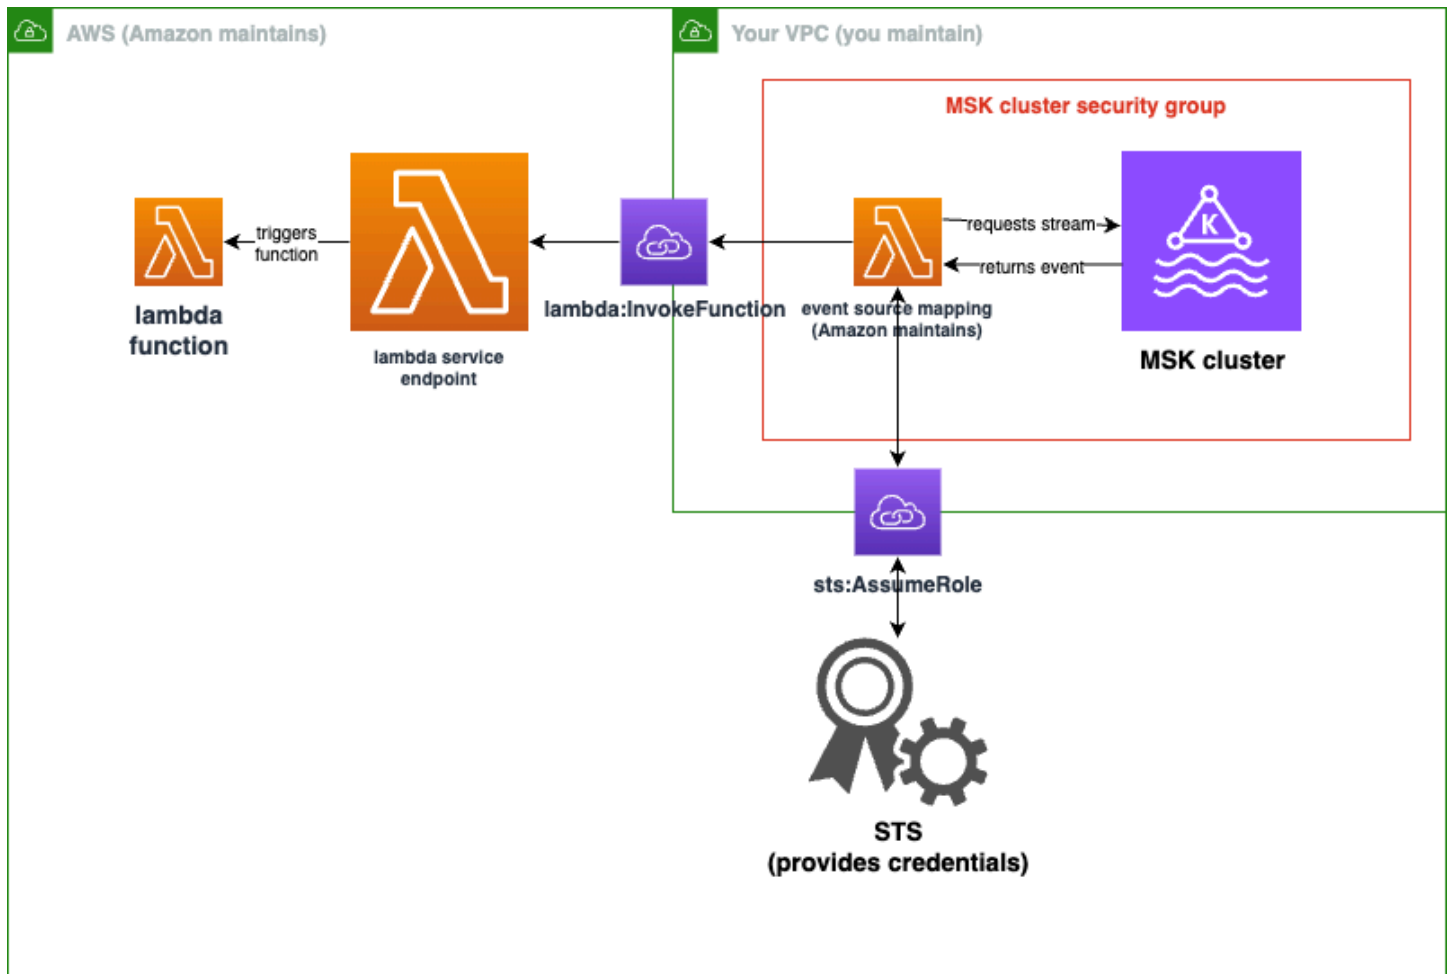 AWS (Amazon maintains)
Your VPC (you maintain)
MSK cluster security group
triggers
function
requests stream
returns event
K
lambda
function
lambda service
endpoint
lambda:InvokeFunction
event source mapping
(Amazon maintains)
MSK cluster
sts:AssumeRole
STS
(provides credentials)